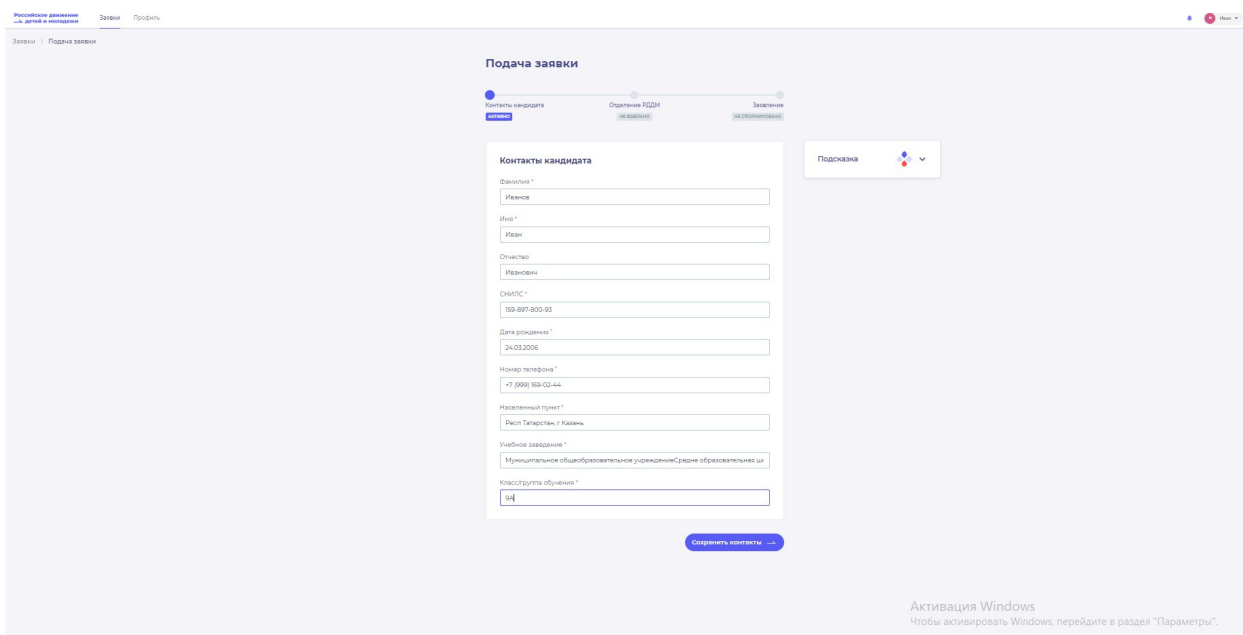 Российское движение
детей и молодежи
Заявки Профиль
Иван
Заявки > Подача заявки
Подача заявки
Контакты кандидата Отделение РДДМ Заявление
АКТИВНО НЕ ВЫБРАНО НЕ СФОРМИРОВАНО
Контакты кандидата
Подсказка
Фамилия *
Иванов
Имя *
Иван
Отчество
Иванович
СНИЛС *
159-897-800-93
Дата рождения *
24.03.2006
Номер телефона *
+7 (999) 169-02-44
Населенный пункт *
Респ Татарстан, г Казань
Учебное заведение *
Муниципальное общеобразовательное учреждениеСредне образовательная ш
Класс/группа обучения *
9А
Сохранить контакты
Активация Windows
Чтобы активировать Windows, перейдите в раздел "Параметры".